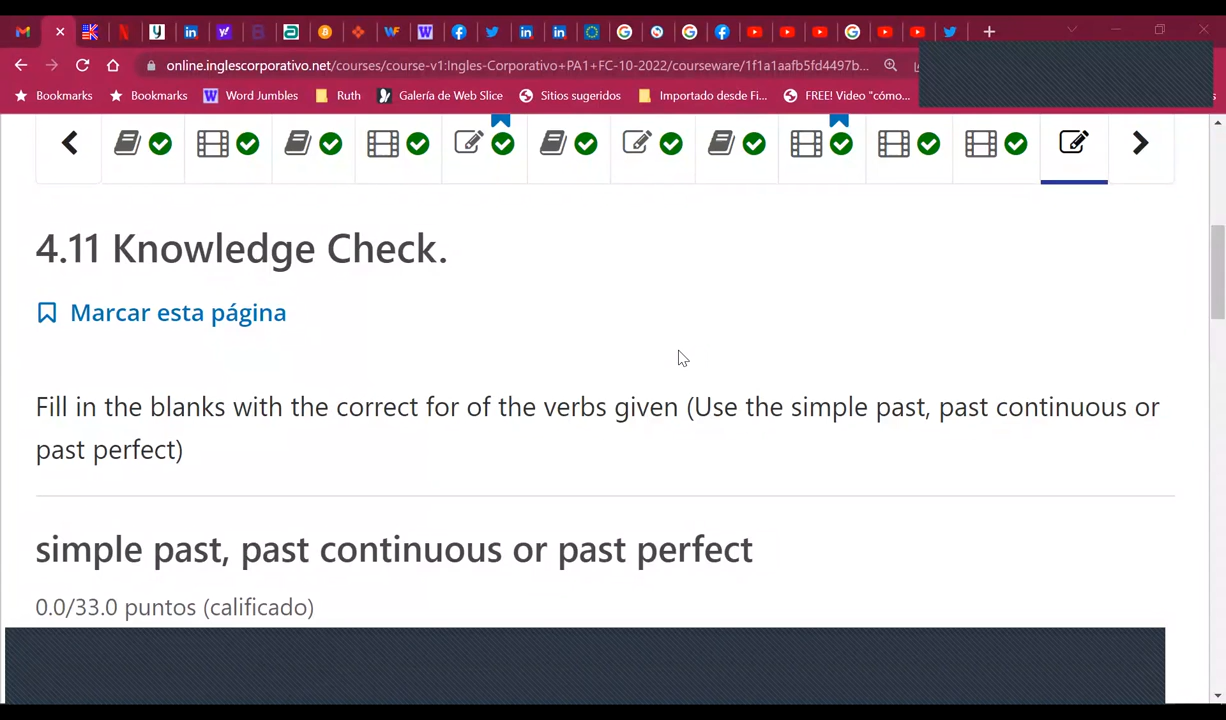 online.inglescorporativo.net/courses/course-v1:Ingles-Corporativo+PA1+FC-10-2022/courseware/1f1a1aafb5fd4497b...
Bookmarks Bookmarks Word Jumbles Ruth Galería de Web Slice Sitios sugeridos Importado desde Fi... FREE! Video "cómo...
4.11 Knowledge Check.
Marcar esta página
Fill in the blanks with the correct for of the verbs given (Use the simple past, past continuous or
past perfect)
simple past, past continuous or past perfect
0.0/33.0 puntos (calificado)